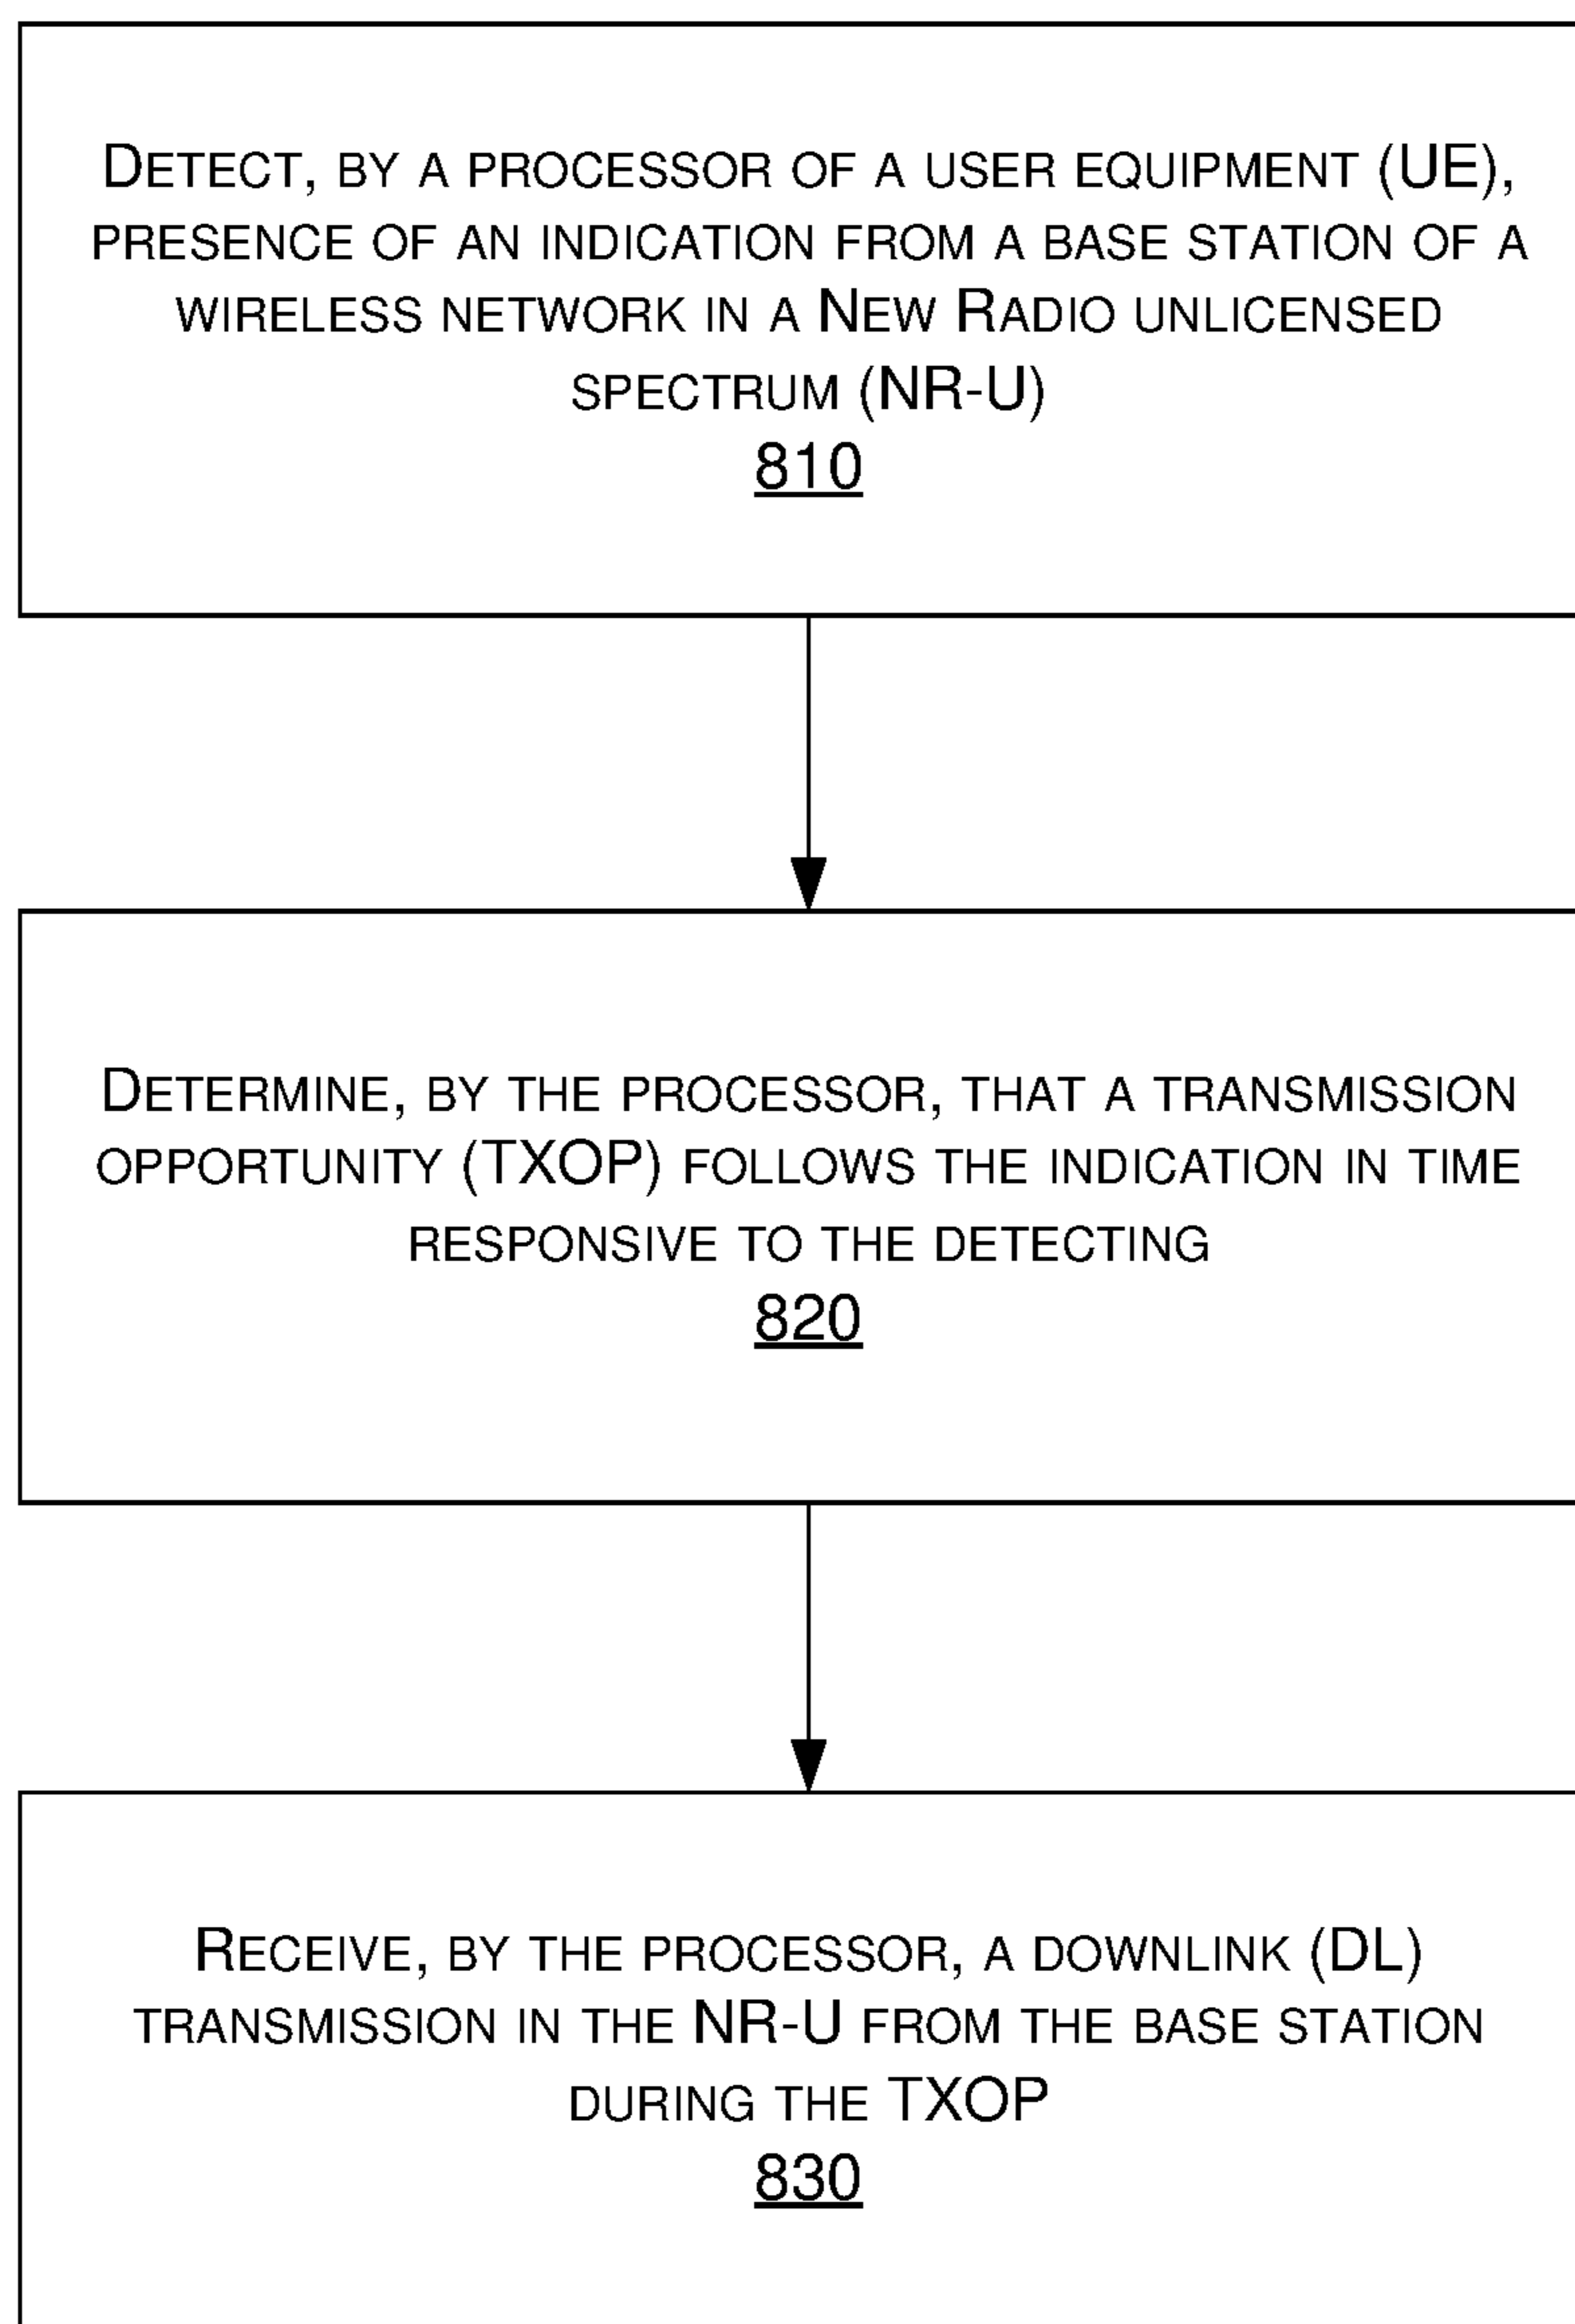 DETECT, BY A PROCESSOR OF A USER EQUIPMENT (UE),
PRESENCE OF AN INDICATION FROM A BASE STATION OF A
WIRELESS NETWORK IN A NEW RADIO UNLICENSED
SPECTRUM (NR-U)
810
DETERMINE, BY THE PROCESSOR, THAT A TRANSMISSION
OPPORTUNITY (TXOP) FOLLOWS THE INDICATION IN TIME
RESPONSIVE TO THE DETECTING
820
RECEIVE, BY THE PROCESSOR, A DOWNLINK (DL)
TRANSMISSION IN THE NR-U FROM THE BASE STATION
DURING THE TXOP
830